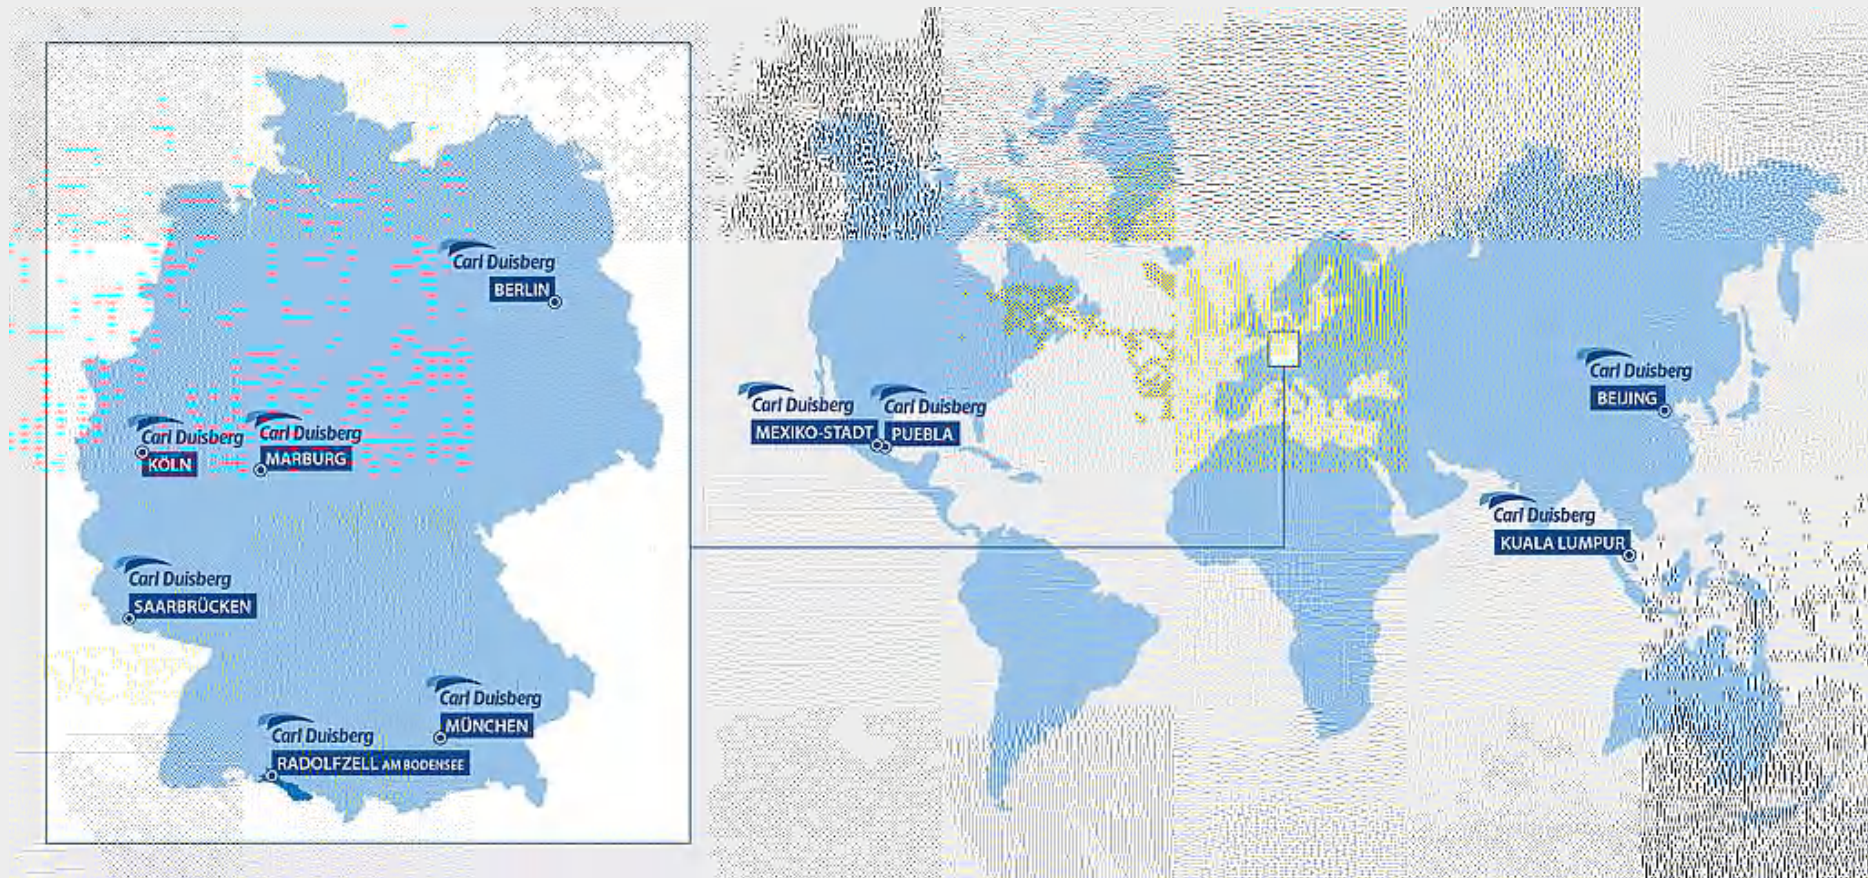 Carl Duisberg
BERLIN
Carl Duisberg
KÖLN
Carl Duisberg
MARBURG
Carl Duisberg
SAARBRÜCKEN
Carl Duisberg
MÜNCHEN
Carl Duisberg
RADOLFZELL AM BODENSEE
Carl Duisberg
MEXIKO-STADT
Carl Duisberg
PUEBLA
Carl Duisberg
BEIJING
Carl Duisberg
KUALA LUMPUR